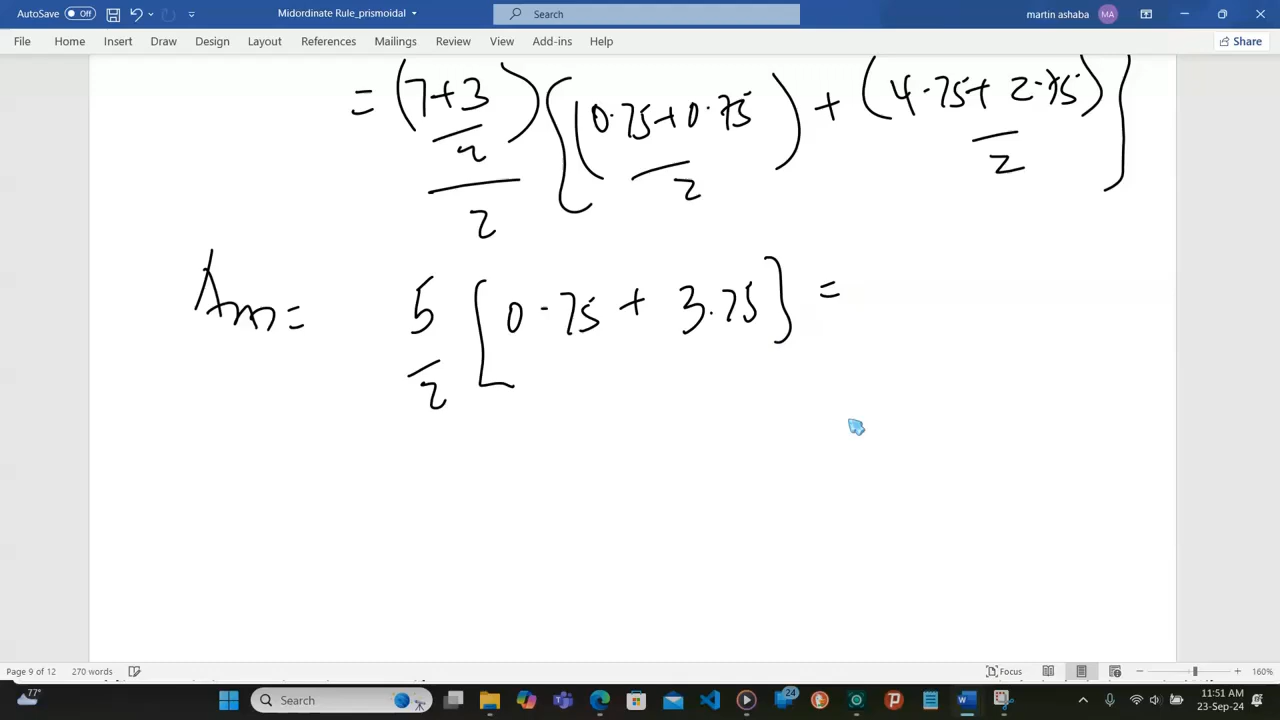 AutoSave Off Midordinate Rule_prismoidal Search martin ashaba MA
File Home Insert Draw Design Layout References Mailings Review View Add-ins Help Share
= ((7+3)/2)/2 {(0.75+0.75)/2 + (4.75+2.75)/2}
Am = 5/2 [0.75 + 3.75} =
Page 9 of 12 270 words Focus 160%
77° Search 24 11:51 AM
23-Sep-24